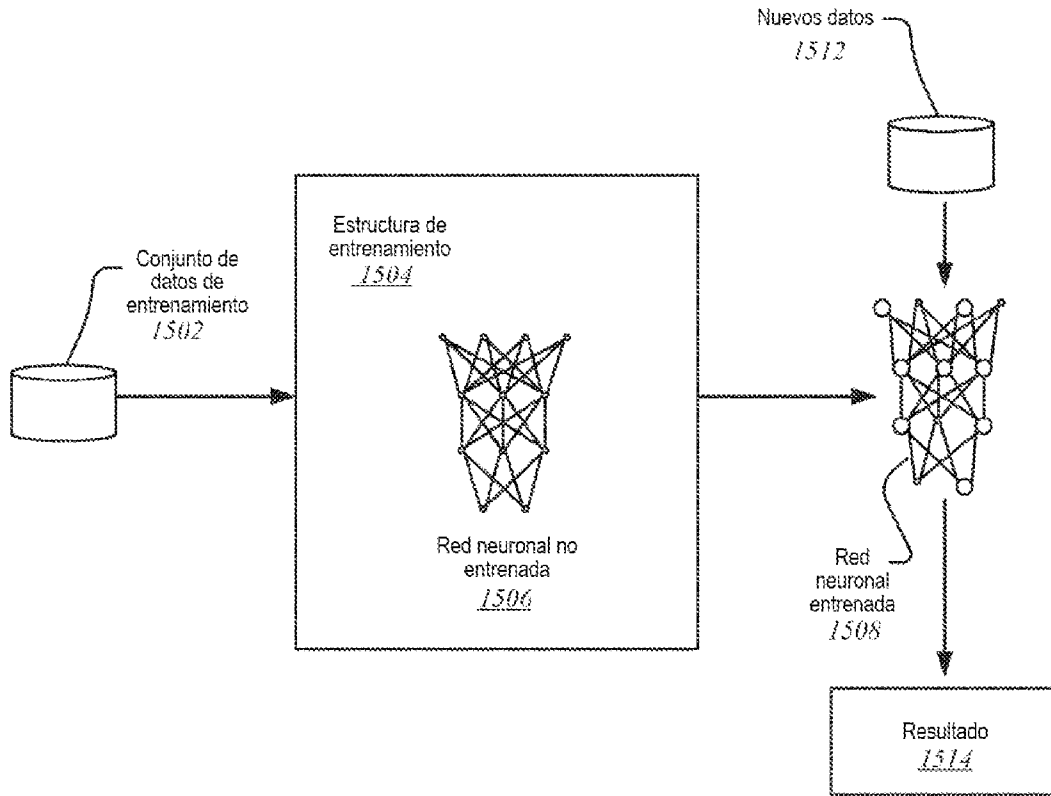 Nuevos datos
1512
Estructura de
entrenamiento
1504
Conjunto de
datos de
entrenamiento
1502
Red neuronal no
entrenada
1506
Red
neuronal
entrenada
1508
Resultado
1514